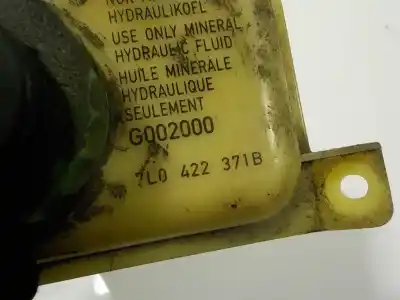 HYDRAULIKOEL
USE ONLY MINERAL
HYDRAULIC FLUID
HUILE MINERALE
HYDRAULIQUE
SEULEMENT
G002000
7L0 422 371B